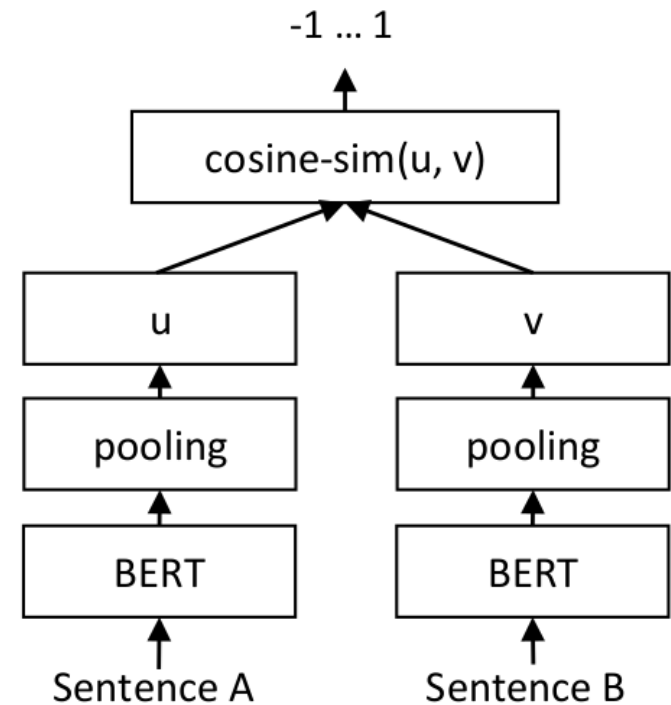 -1 ... 1
cosine-sim(u, v)
u
v
pooling
pooling
BERT
BERT
Sentence A
Sentence B